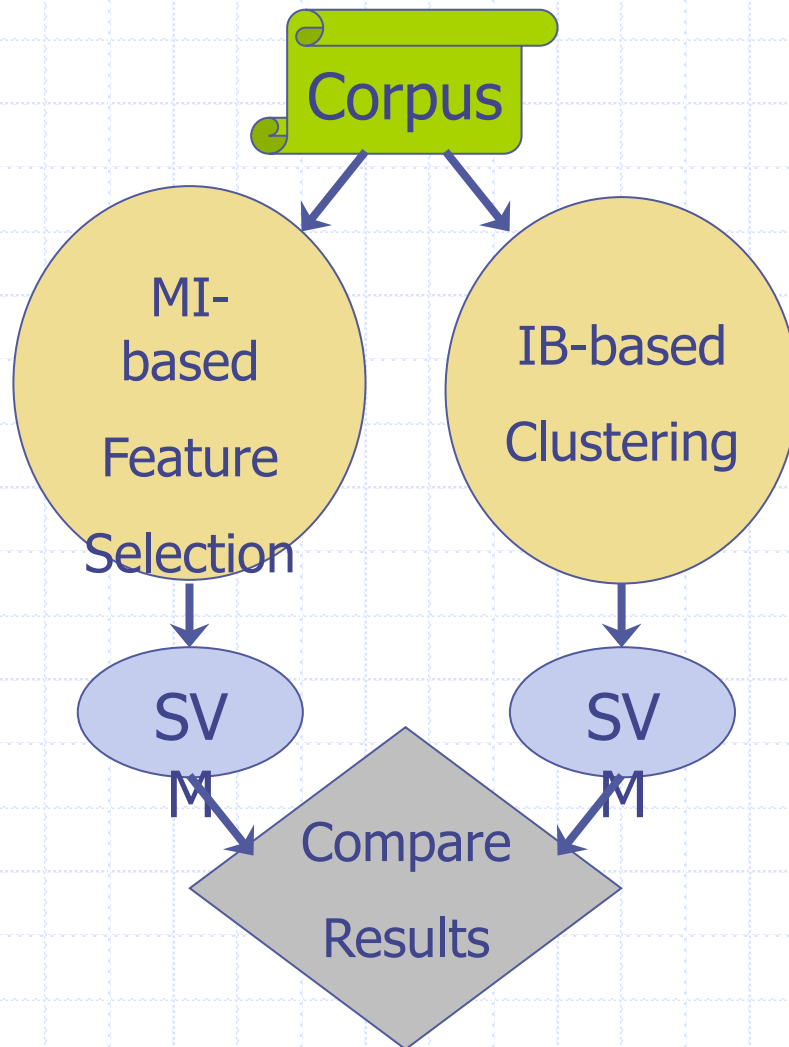 Corpus
MI-
based
Feature
Selection
IB-based
Clustering
SV
M
SV
M
Compare
Results